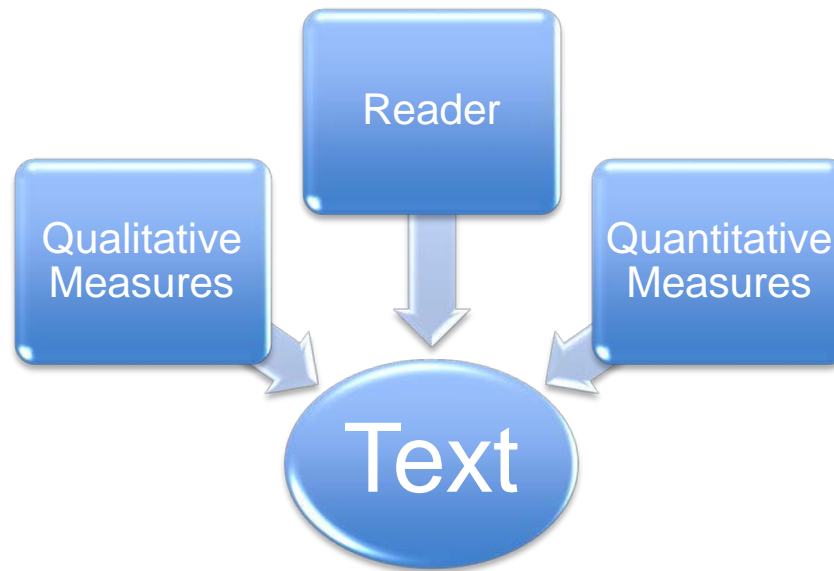 Reader
Qualitative
Measures
Quantitative
Measures
Text